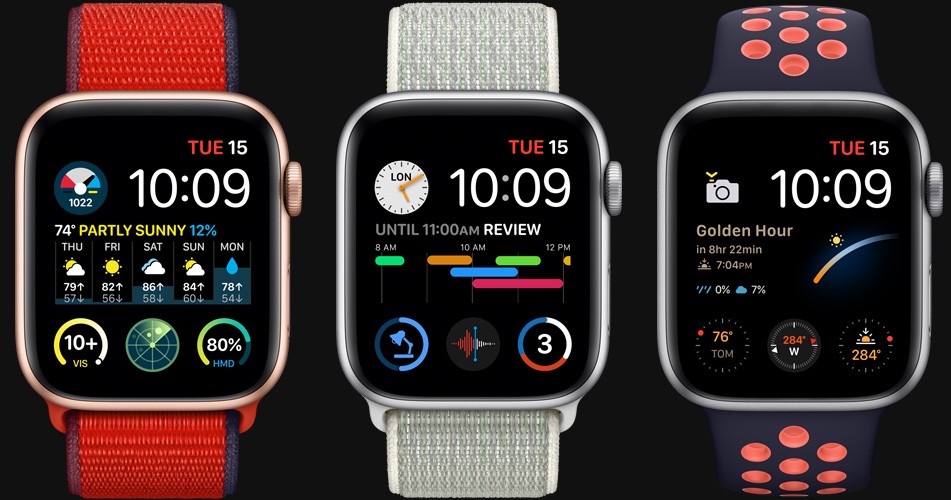 TUE 15
10:09
1022
74° PARTLY SUNNY 12%
THU FRI SAT SUN MON
79↑ 82↑ 86↑ 84↑ 78↑
57↓ 56↓ 58↓ 60↓ 54↓
10+
VIS
80%
HMD
TUE 15
LON
10:09
UNTIL 11:00AM REVIEW
8 AM 10 AM 12 PM
3
TUE 15
10:09
Golden Hour
in 8hr 22min
7:04PM
0% 7%
76°
TOM
284°
W
284°